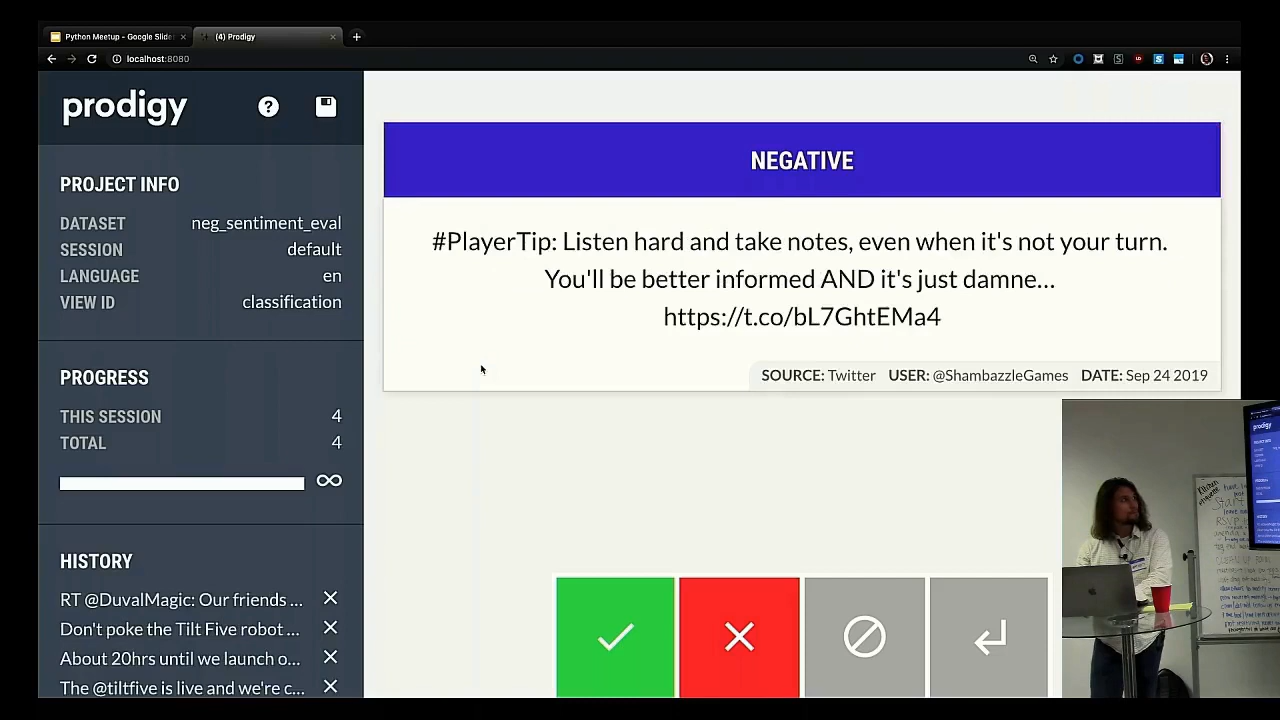 Python Meetup - Google Slide
(4) Prodigy
localhost:8080
prodigy
?
PROJECT INFO
DATASET neg_sentiment_eval
SESSION default
LANGUAGE en
VIEW ID classification
PROGRESS
THIS SESSION 4
TOTAL 4
∞
HISTORY
RT @DuvalMagic: Our friends ...
Don't poke the Tilt Five robot ...
About 20hrs until we launch o...
The @tiltfive is live and we're c...
NEGATIVE
#PlayerTip: Listen hard and take notes, even when it's not your turn.
You'll be better informed AND it's just damne…
https://t.co/bL7GhtEMa4
SOURCE: Twitter USER: @ShambazzleGames DATE: Sep 24 2019
prodigy